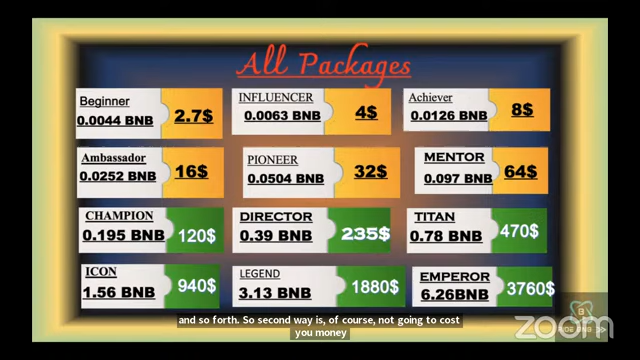 All Packages
Beginner
0.0044 BNB
2.7$
INFLUENCER
0.0063 BNB
4$
Achiever
0.0126 BNB
8$
Ambassador
0.0252 BNB
16$
PIONEER
0.0504 BNB
32$
MENTOR
0.097 BNB
64$
CHAMPION
0.195 BNB
120$
DIRECTOR
0.39 BNB
235$
TITAN
0.78 BNB
470$
ICON
1.56 BNB
940$
LEGEND
3.13 BNB
1880$
EMPEROR
6.26BNB
3760$
and so forth. So second way is, of course, not going to cost
you money
zoom